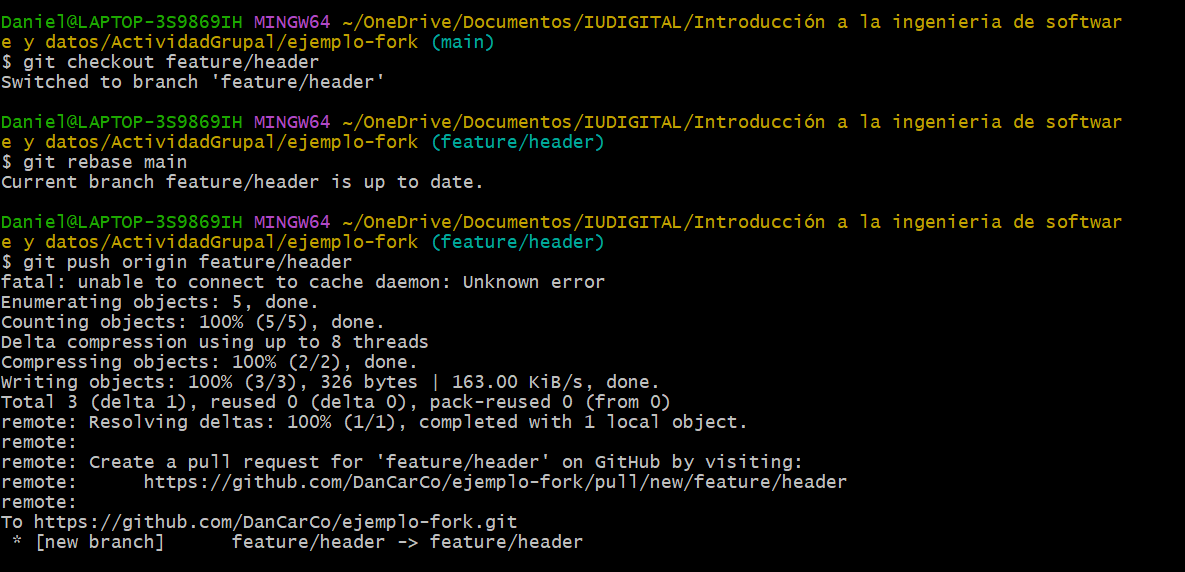 Daniel@LAPTOP-3S9869IH MINGW64 ~/OneDrive/Documentos/IUDIGITAL/Introducción a la ingenieria de softwar
e y datos/ActividadGrupal/ejemplo-fork (main)
$ git checkout feature/header
Switched to branch 'feature/header'
Daniel@LAPTOP-3S9869IH MINGW64 ~/OneDrive/Documentos/IUDIGITAL/Introducción a la ingenieria de softwar
e y datos/ActividadGrupal/ejemplo-fork (feature/header)
$ git rebase main
Current branch feature/header is up to date.
Daniel@LAPTOP-3S9869IH MINGW64 ~/OneDrive/Documentos/IUDIGITAL/Introducción a la ingenieria de softwar
e y datos/ActividadGrupal/ejemplo-fork (feature/header)
$ git push origin feature/header
fatal: unable to connect to cache daemon: Unknown error
Enumerating objects: 5, done.
Counting objects: 100% (5/5), done.
Delta compression using up to 8 threads
Compressing objects: 100% (2/2), done.
Writing objects: 100% (3/3), 326 bytes | 163.00 KiB/s, done.
Total 3 (delta 1), reused 0 (delta 0), pack-reused 0 (from 0)
remote: Resolving deltas: 100% (1/1), completed with 1 local object.
remote:
remote: Create a pull request for 'feature/header' on GitHub by visiting:
remote:      https://github.com/DanCarCo/ejemplo-fork/pull/new/feature/header
remote:
To https://github.com/DanCarCo/ejemplo-fork.git
 * [new branch]      feature/header -> feature/header